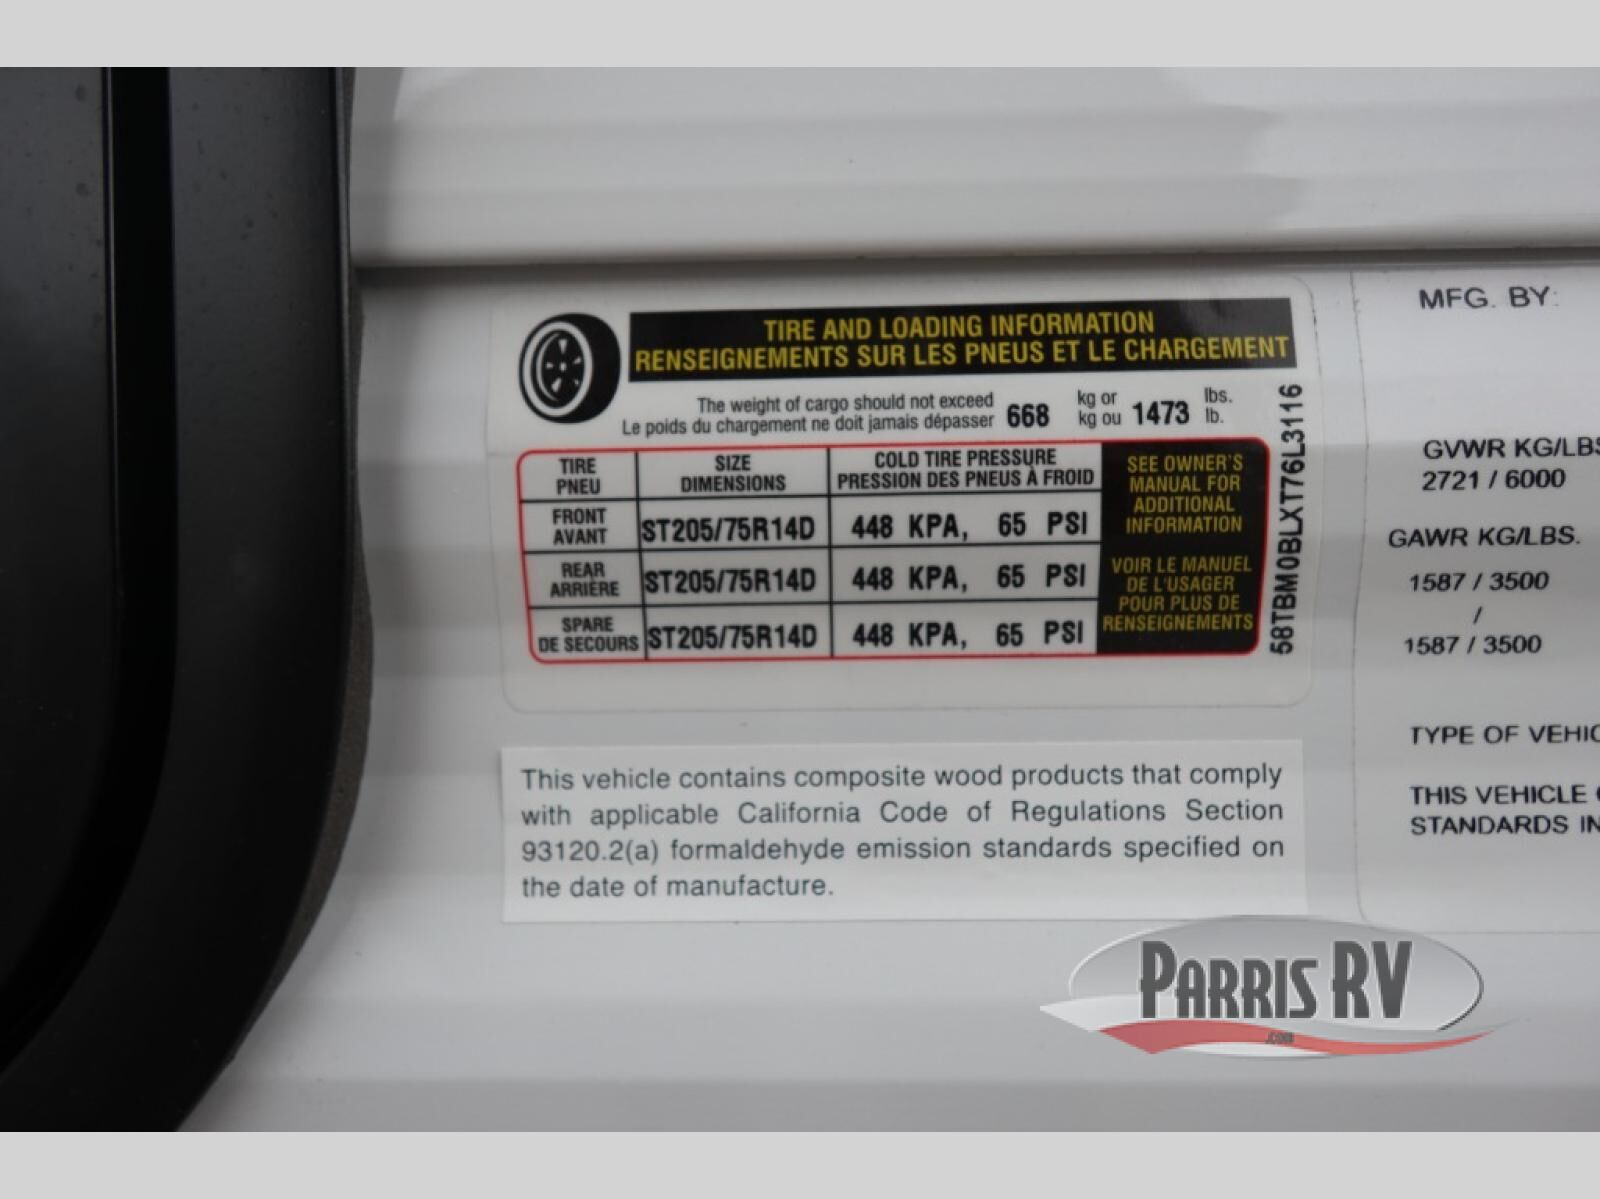 TIRE AND LOADING INFORMATION
RENSEIGNEMENTS SUR LES PNEUS ET LE CHARGEMENT
The weight of cargo should not exceed 668 kg or 1473 lbs.
Le poids du chargement ne doit jamais dépasser kg ou lb.
TIRE SIZE COLD TIRE PRESSURE
PNEU DIMENSIONS PRESSION DES PNEUS À FROID
FRONT
AVANT ST205/75R14D 448 KPA, 65 PSI
REAR
ARRIÈRE ST205/75R14D 448 KPA, 65 PSI
SPARE
DE SECOURS ST205/75R14D 448 KPA, 65 PSI
SEE OWNER'S
MANUAL FOR
ADDITIONAL
INFORMATION
VOIR LE MANUEL
DE L'USAGER
POUR PLUS DE
RENSEIGNEMENTS
58TBM0BLXT76L3116
This vehicle contains composite wood products that comply
with applicable California Code of Regulations Section
93120.2(a) formaldehyde emission standards specified on
the date of manufacture.
MFG. BY:
GVWR KG/LBS
2721 / 6000
GAWR KG/LBS.
1587 / 3500
/
1587 / 3500
TYPE OF VEHIC
THIS VEHICLE
STANDARDS IN
PARRIS RV
.COM